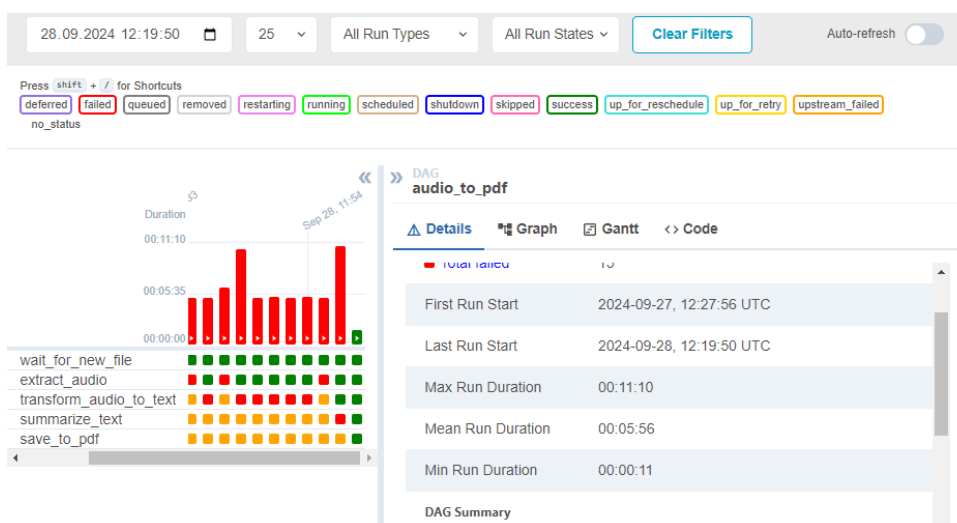 28.09.2024 12:19:50
25
All Run Types
All Run States
Clear Filters
Auto-refresh
Press shift + / for Shortcuts
deferred failed queued removed restarting running scheduled shutdown skipped success up_for_reschedule up_for_retry upstream_failed
no_status
Duration
Sep 28, 11:54
00:11:10
00:05:35
00:00:00
wait_for_new_file
extract_audio
transform_audio_to_text
summarize_text
save_to_pdf
DAG
audio_to_pdf
Details
Graph
Gantt
<> Code
Total failed
First Run Start 2024-09-27, 12:27:56 UTC
Last Run Start 2024-09-28, 12:19:50 UTC
Max Run Duration 00:11:10
Mean Run Duration 00:05:56
Min Run Duration 00:00:11
DAG Summary